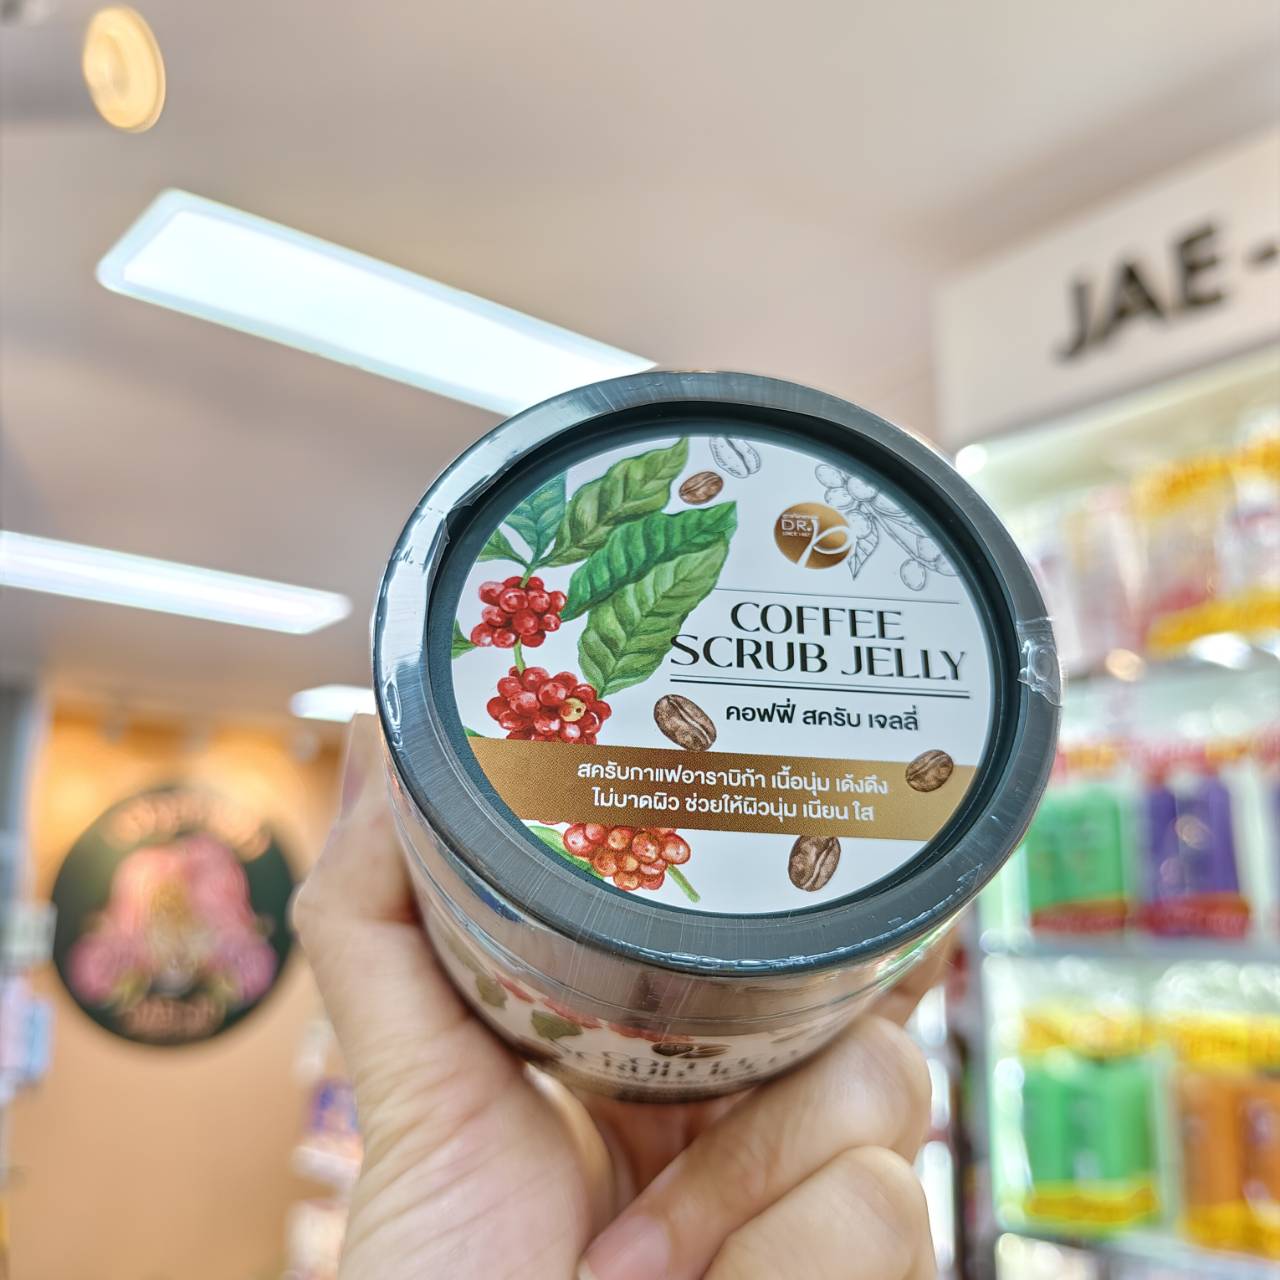 JAE -
DR.
COFFEE
SCRUB JELLY
คอฟฟี่ สครับ เจลลี่
สครับกาแฟอาราบิก้า เนื้อนุ่ม เด้งดึ๋ง
ไม่บาดผิว ช่วยให้ผิวนุ่ม เนียน ใส